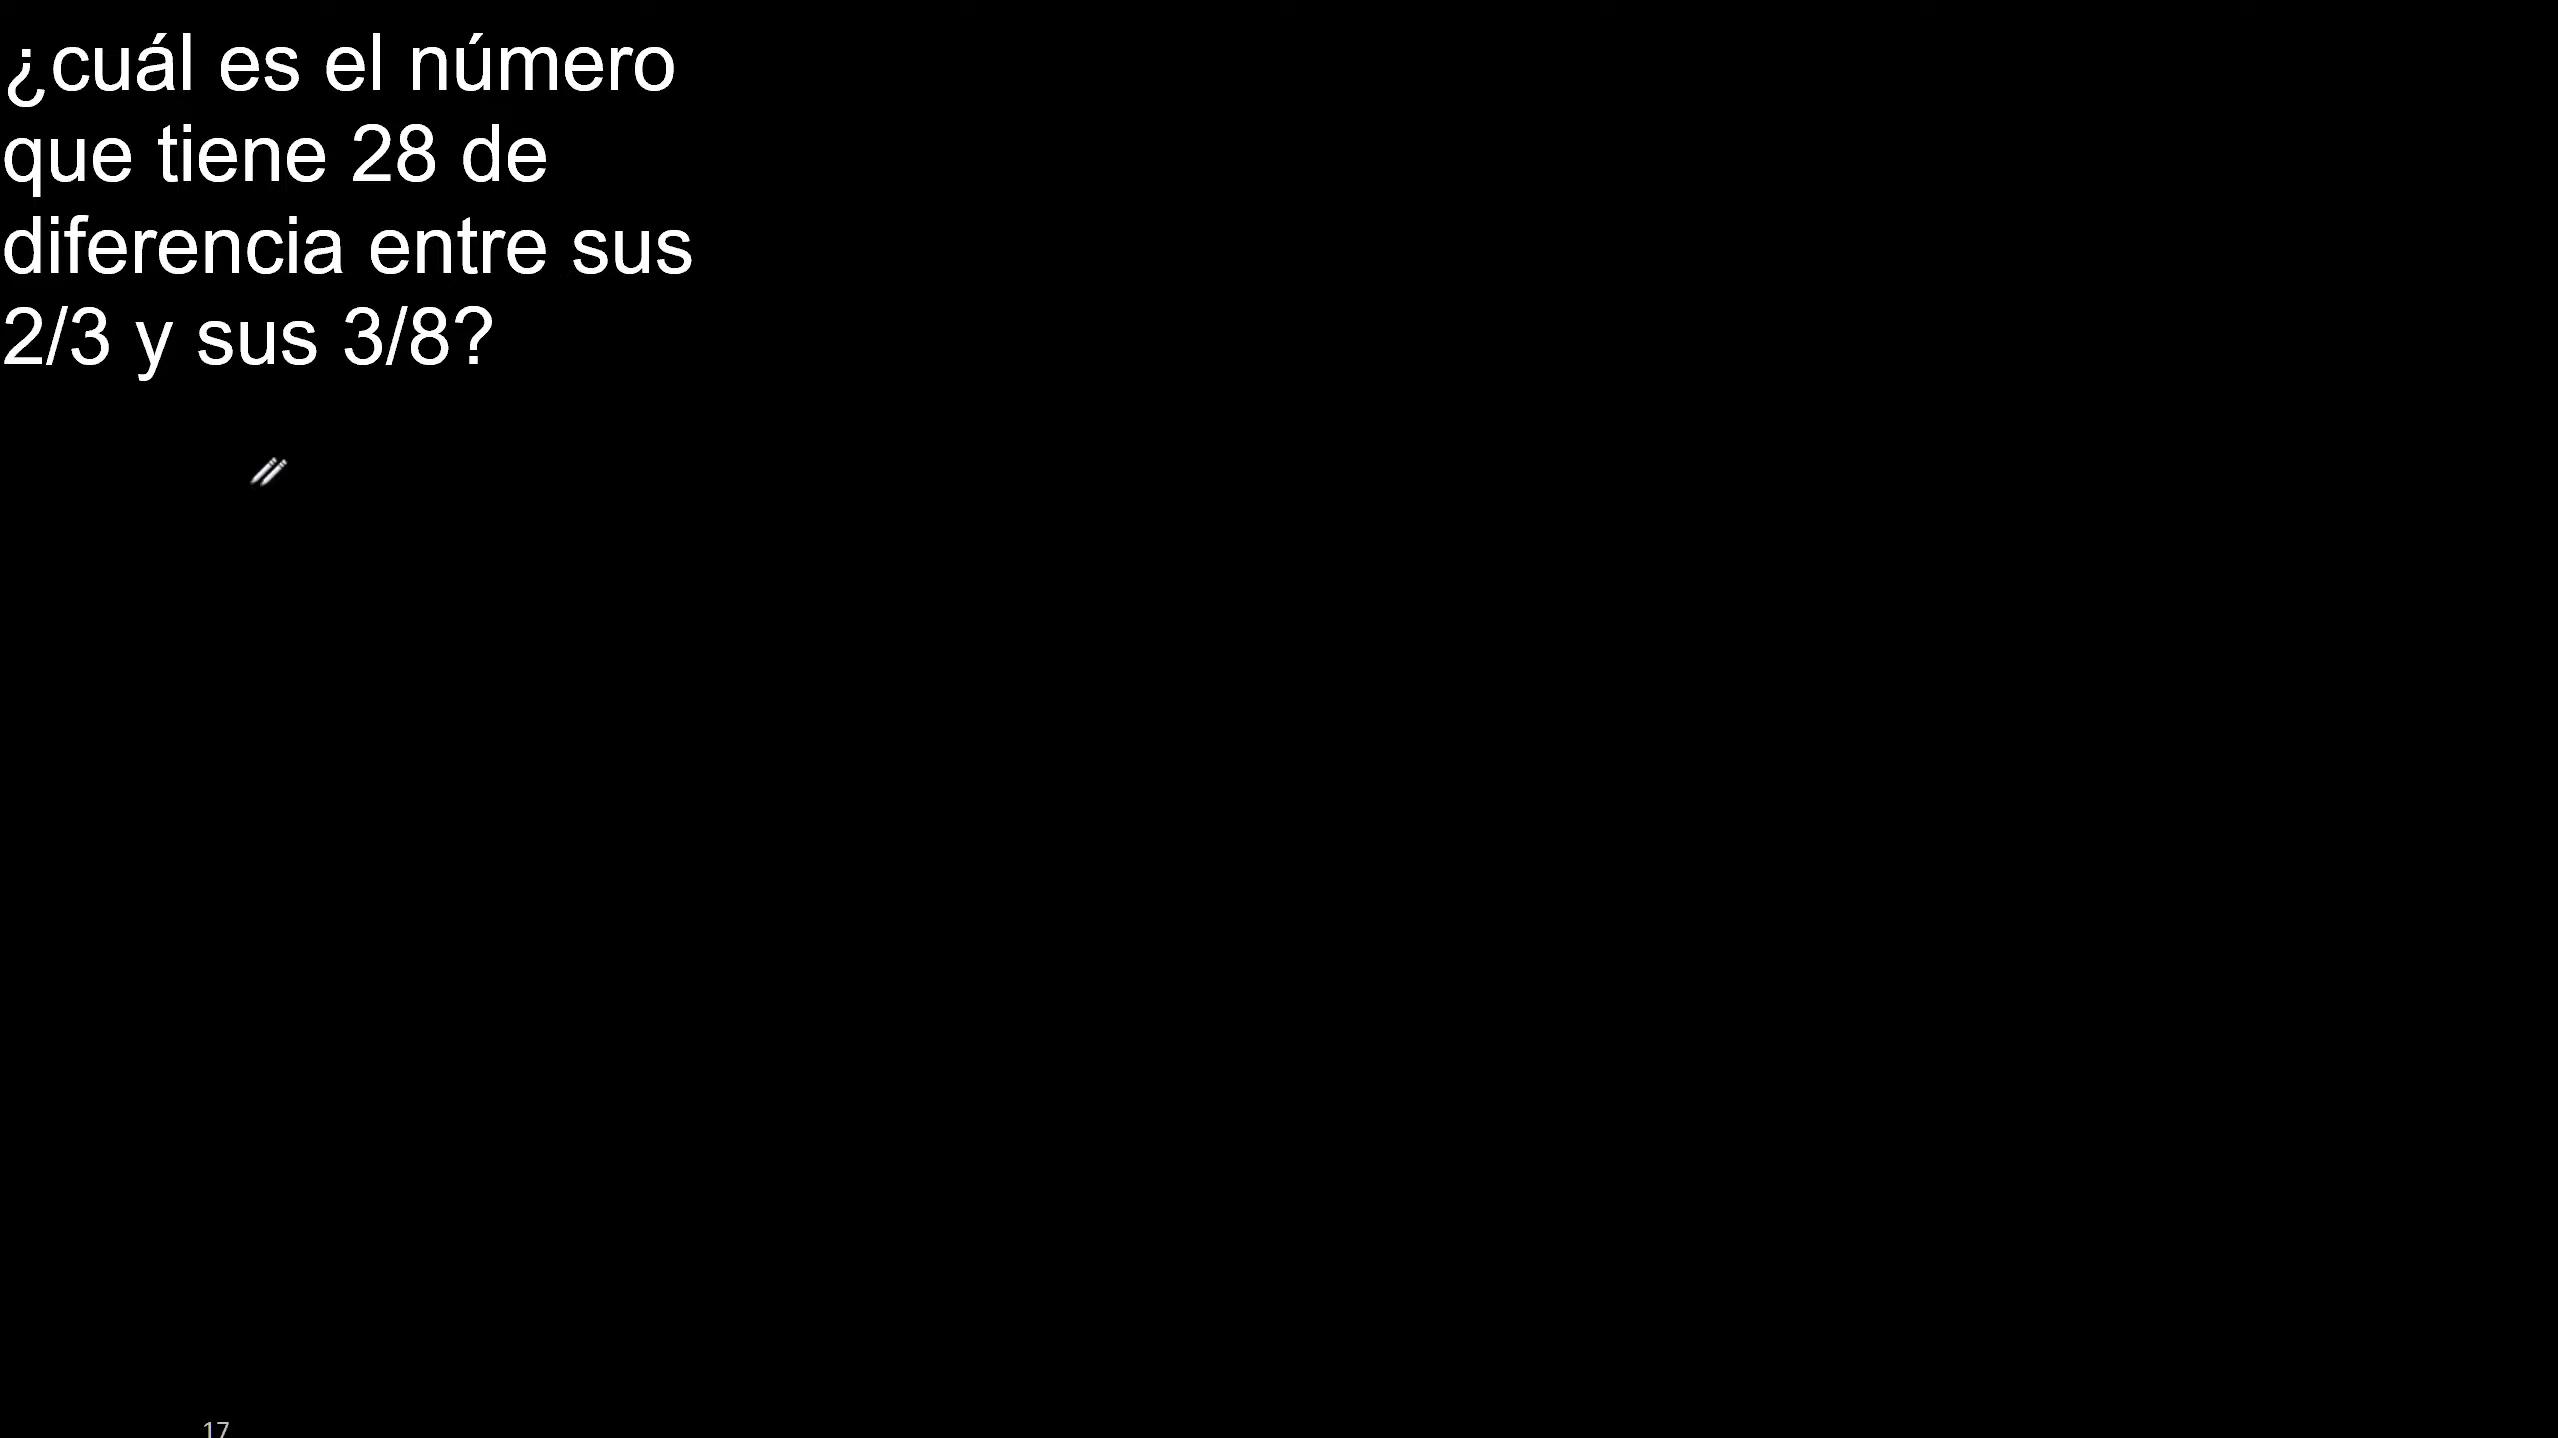 ¿cuál es el número
que tiene 28 de
diferencia entre sus
2/3 y sus 3/8?
17